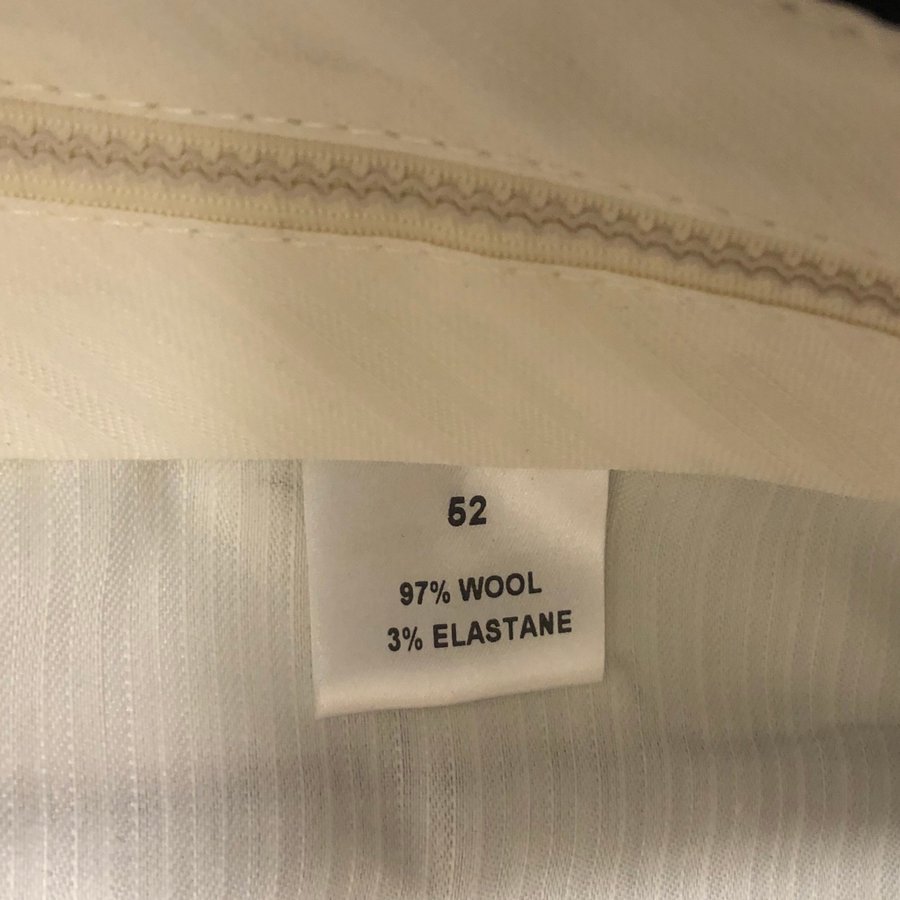 52
97% WOOL
3% ELASTANE